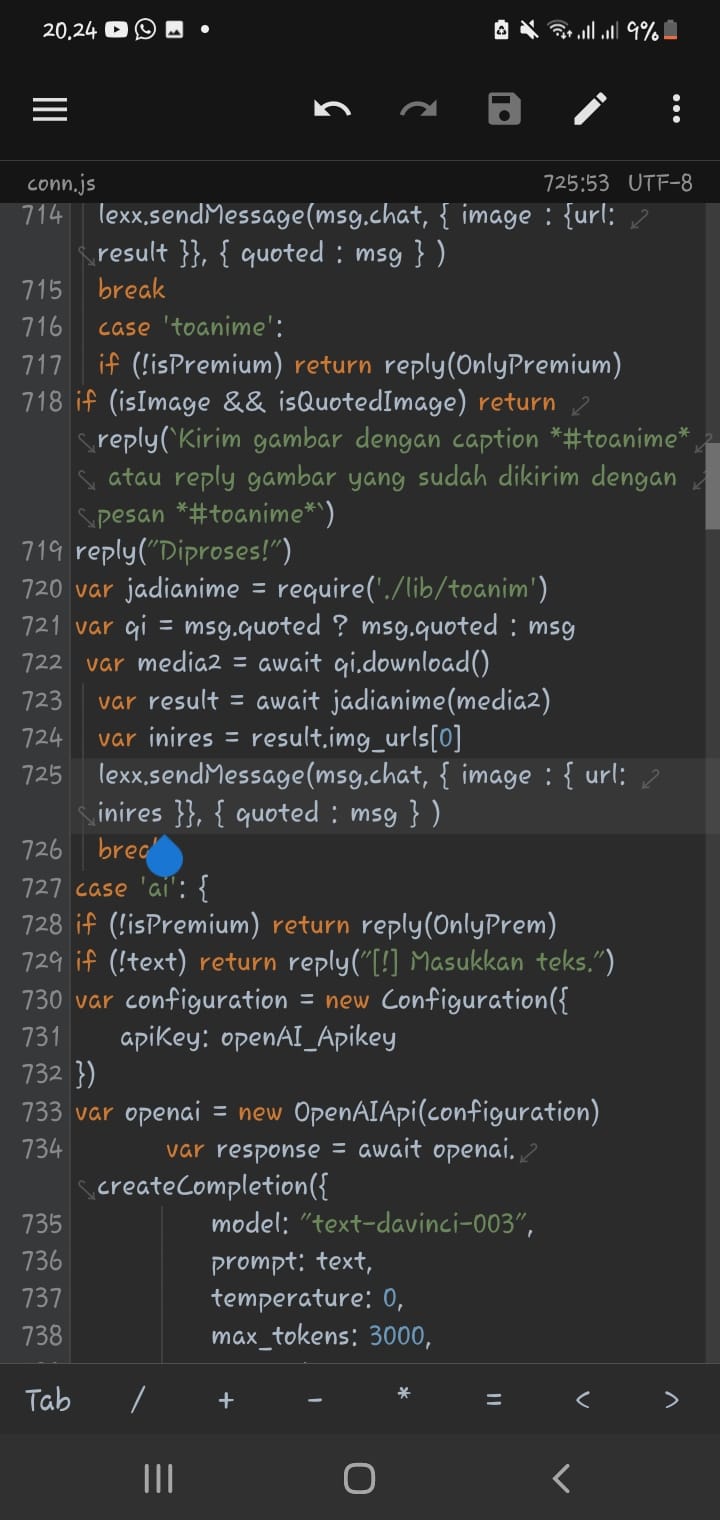 20.24 9%
conn.js 725:53 UTF-8
714 lexx.sendMessage(msg.chat, { image : {url:
result }}, { quoted : msg } )
715 break
716 case 'toanime':
717 if (!isPremium) return reply(OnlyPremium)
718 if (isImage && isQuotedImage) return
reply(`Kirim gambar dengan caption *#toanime*
atau reply gambar yang sudah dikirim dengan
pesan *#toanime*`)
719 reply("Diproses!")
720 var jadianime = require('./lib/toanim')
721 var qi = msg.quoted ? msg.quoted : msg
722 var media2 = await qi.download()
723 var result = await jadianime(media2)
724 var inires = result.img_urls[0]
725 lexx.sendMessage(msg.chat, { image : { url:
inires }}, { quoted : msg } )
726 break
727 case 'ai': {
728 if (!isPremium) return reply(OnlyPrem)
729 if (!text) return reply("[!] Masukkan teks.")
730 var configuration = new Configuration({
731 apiKey: openAI_Apikey
732 })
733 var openai = new OpenAIApi(configuration)
734 var response = await openai.
createCompletion({
735 model: "text-davinci-003",
736 prompt: text,
737 temperature: 0,
738 max_tokens: 3000,
Tab / + - * = < >